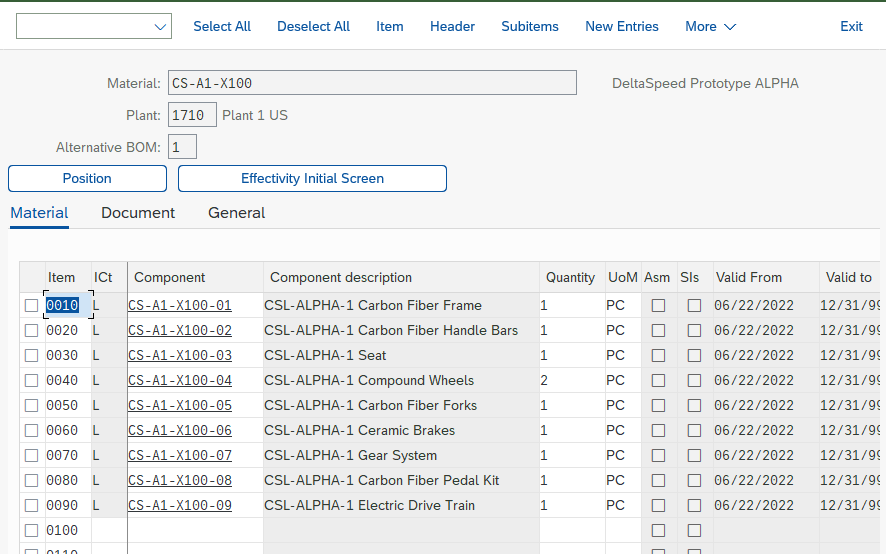 Select All Deselect All Item Header Subitems New Entries More Exit
Material: CS-A1-X100 DeltaSpeed Prototype ALPHA
Plant: 1710 Plant 1 US
Alternative BOM: 1
Position Effectivity Initial Screen
Material Document General
Item ICt Component Component description Quantity UoM Asm SIs Valid From Valid to
0010 L CS-A1-X100-01 CSL-ALPHA-1 Carbon Fiber Frame 1 PC 06/22/2022 12/31/99
0020 L CS-A1-X100-02 CSL-ALPHA-1 Carbon Fiber Handle Bars 1 PC 06/22/2022 12/31/99
0030 L CS-A1-X100-03 CSL-ALPHA-1 Seat 1 PC 06/22/2022 12/31/99
0040 L CS-A1-X100-04 CSL-ALPHA-1 Compound Wheels 2 PC 06/22/2022 12/31/99
0050 L CS-A1-X100-05 CSL-ALPHA-1 Carbon Fiber Forks 1 PC 06/22/2022 12/31/99
0060 L CS-A1-X100-06 CSL-ALPHA-1 Ceramic Brakes 1 PC 06/22/2022 12/31/99
0070 L CS-A1-X100-07 CSL-ALPHA-1 Gear System 1 PC 06/22/2022 12/31/99
0080 L CS-A1-X100-08 CSL-ALPHA-1 Carbon Fiber Pedal Kit 1 PC 06/22/2022 12/31/99
0090 L CS-A1-X100-09 CSL-ALPHA-1 Electric Drive Train 1 PC 06/22/2022 12/31/99
0100
0110